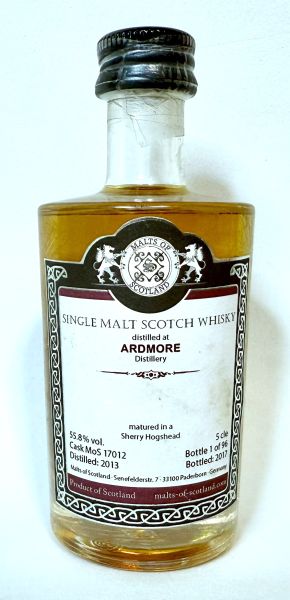 MALTS OF
S
SCOTLAND
SINGLE MALT SCOTCH WHISKY
distilled at
ARDMORE
Distillery
matured in a
Sherry Hogshead
55.8% vol. 5 cle
Cask MoS 17012 Bottle 1 of 96
Distilled: 2013 Bottled: 2017
Malts of Scotland · Senefelderstr. 7 · 33100 Paderborn · Germany
Product of Scotland malts-of-scotland.com